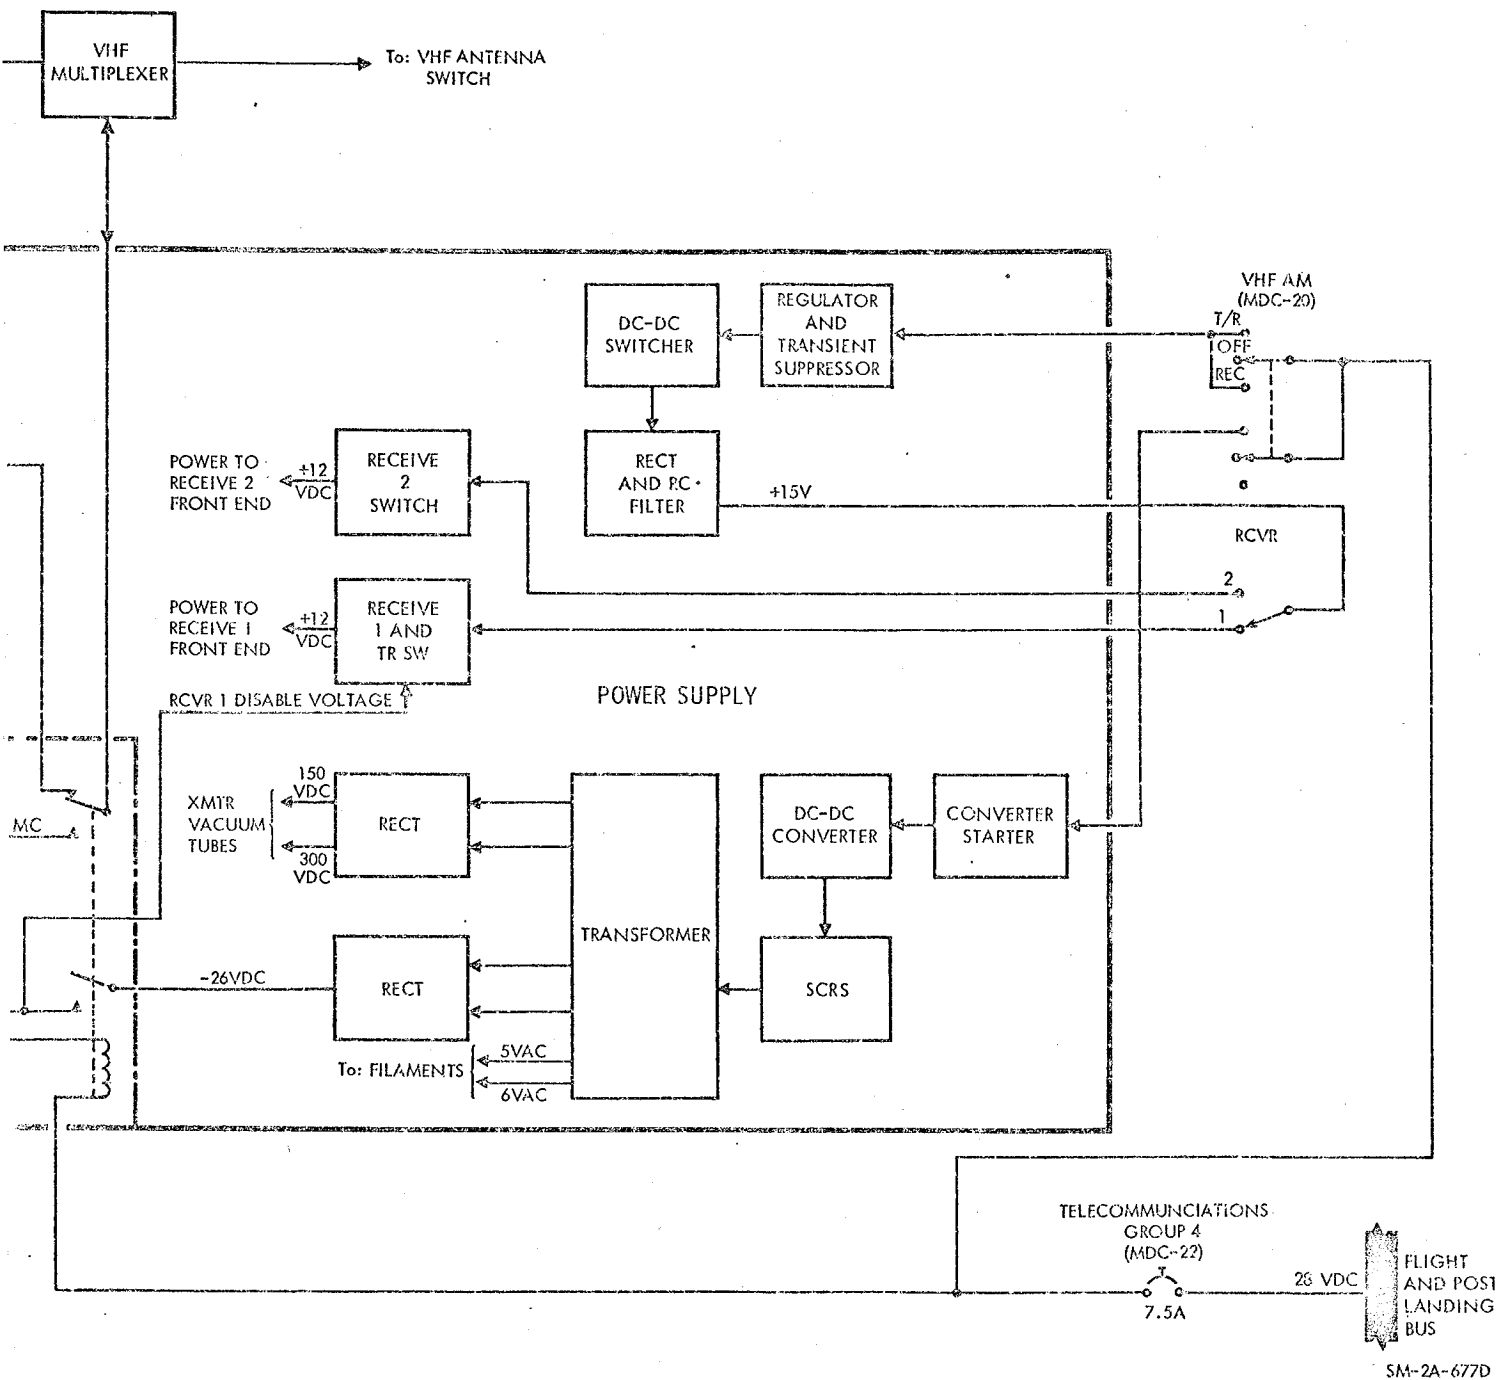 VHF
MULTIPLEXER
To: VHF ANTENNA
SWITCH
VHF AM
(MDC-20)
T/R
OFF
REC
DC-DC
SWITCHER
REGULATOR
AND
TRANSIENT
SUPPRESSOR
POWER TO
RECEIVE 2
FRONT END
+12
VDC
RECEIVE
2
SWITCH
RECT
AND RC
FILTER
+15V
RCVR
2
1
POWER TO
RECEIVE 1
FRONT END
+12
VDC
RECEIVE
1 AND
TR SW
RCVR 1 DISABLE VOLTAGE
POWER SUPPLY
MC
XMTR
VACUUM
TUBES
150
VDC
300
VDC
RECT
TRANSFORMER
DC-DC
CONVERTER
CONVERTER
STARTER
-26VDC
RECT
SCRS
To: FILAMENTS
5VAC
6VAC
TELECOMMUNCIATIONS
GROUP 4
(MDC-22)
7.5A
28 VDC
FLIGHT
AND POST
LANDING
BUS
SM-2A-677D